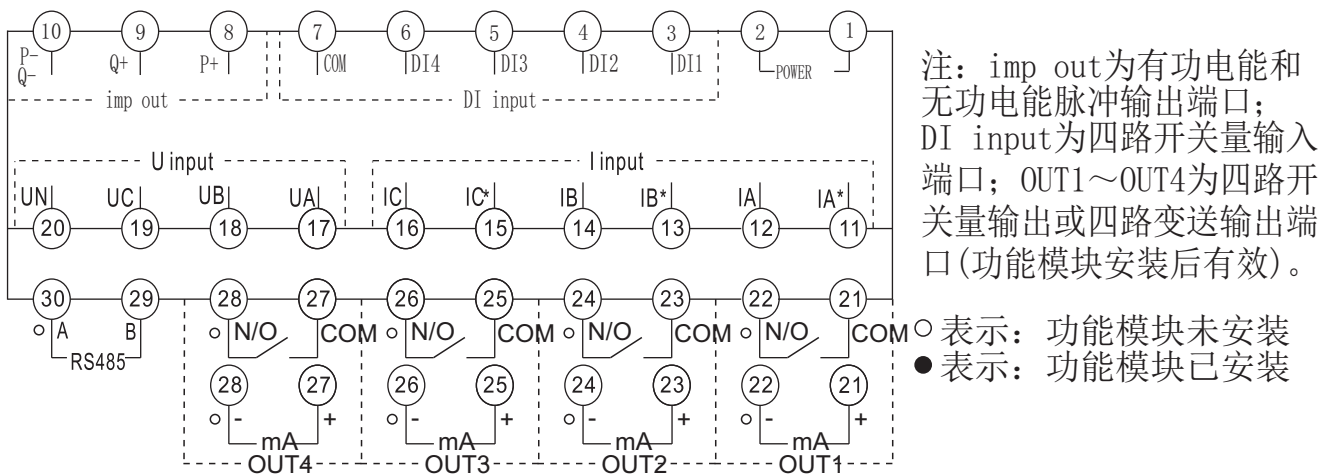 10 9 8 7 6 5 4 3 2 1
P- Q+ P+ COM DI4 DI3 DI2 DI1 POWER
Q-
imp out DI input
U input I input
UN UC UB UA IC IC* IB IB* IA IA*
20 19 18 17 16 15 14 13 12 11
30 29 28 27 26 25 24 23 22 21
A B N/O COM N/O COM N/O COM N/O COM
RS485
28 27 26 25 24 23 22 21
- + - + - + - +
mA mA mA mA
OUT4 OUT3 OUT2 OUT1
注：imp out为有功电能和
无功电能脉冲输出端口；
DI input为四路开关量输入
端口；OUT1～OUT4为四路开
关量输出或四路变送输出端
口(功能模块安装后有效)。
○表示：功能模块未安装
●表示：功能模块已安装